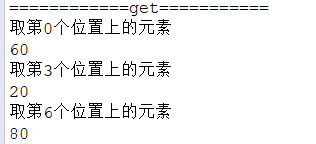 ============get===========
取第0个位置上的元素
60
取第3个位置上的元素
20
取第6个位置上的元素
80